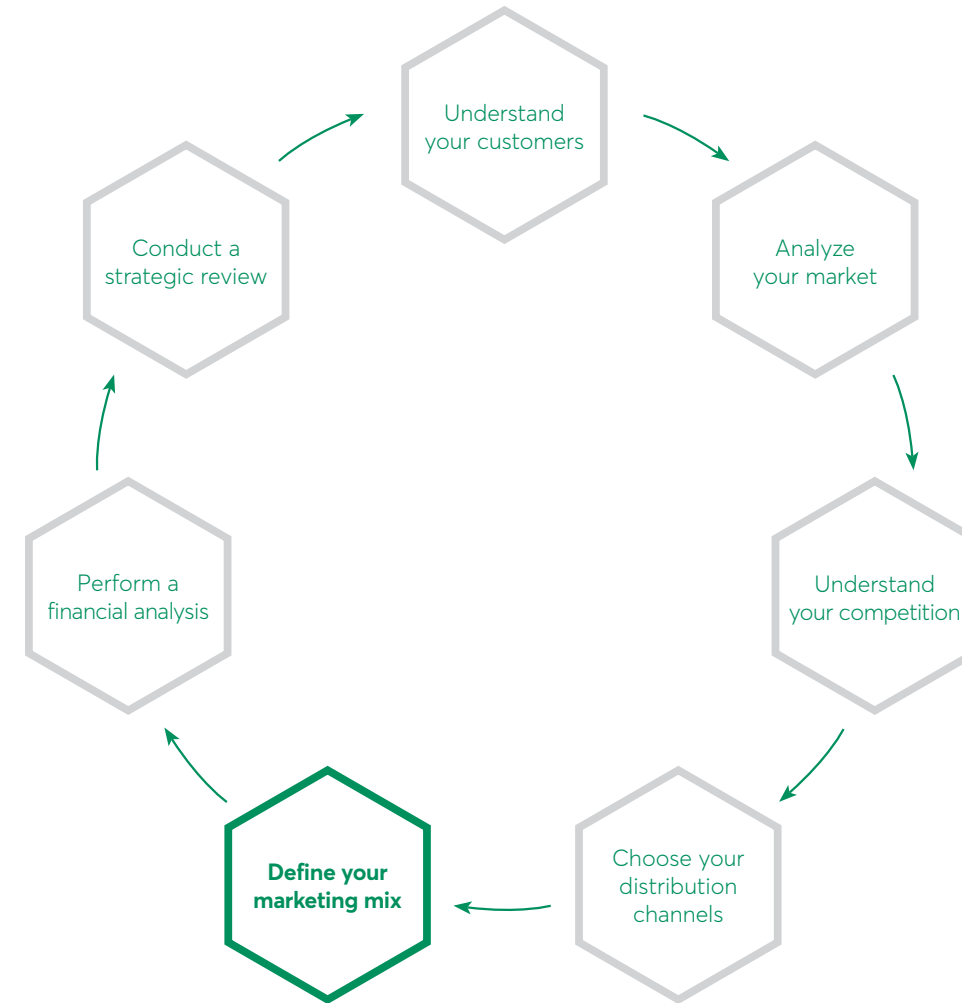 Understand
your customers
Analyze
your market
Understand
your competition
Choose your
distribution
channels
Define your
marketing mix
Perform a
financial analysis
Conduct a
strategic review